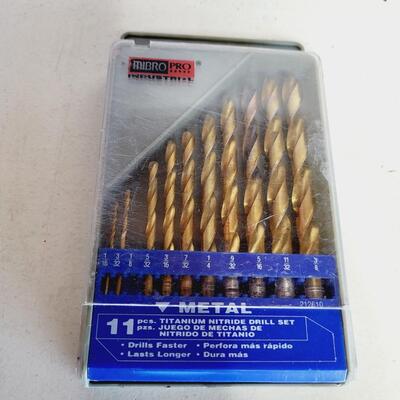 MIBRO PRO
INDUSTRIAL
1 3 1 5 3 7 1 9 5 11 3
16 32 8 32 16 32 4 32 16 32 8
METAL
212610
11 pcs. TITANIUM NITRIDE DRILL SET
pzs. JUEGO DE MECHAS DE
NITRIDO DE TITANIO
• Drills Faster • Perfora más rápido
• Lasts Longer • Dura más